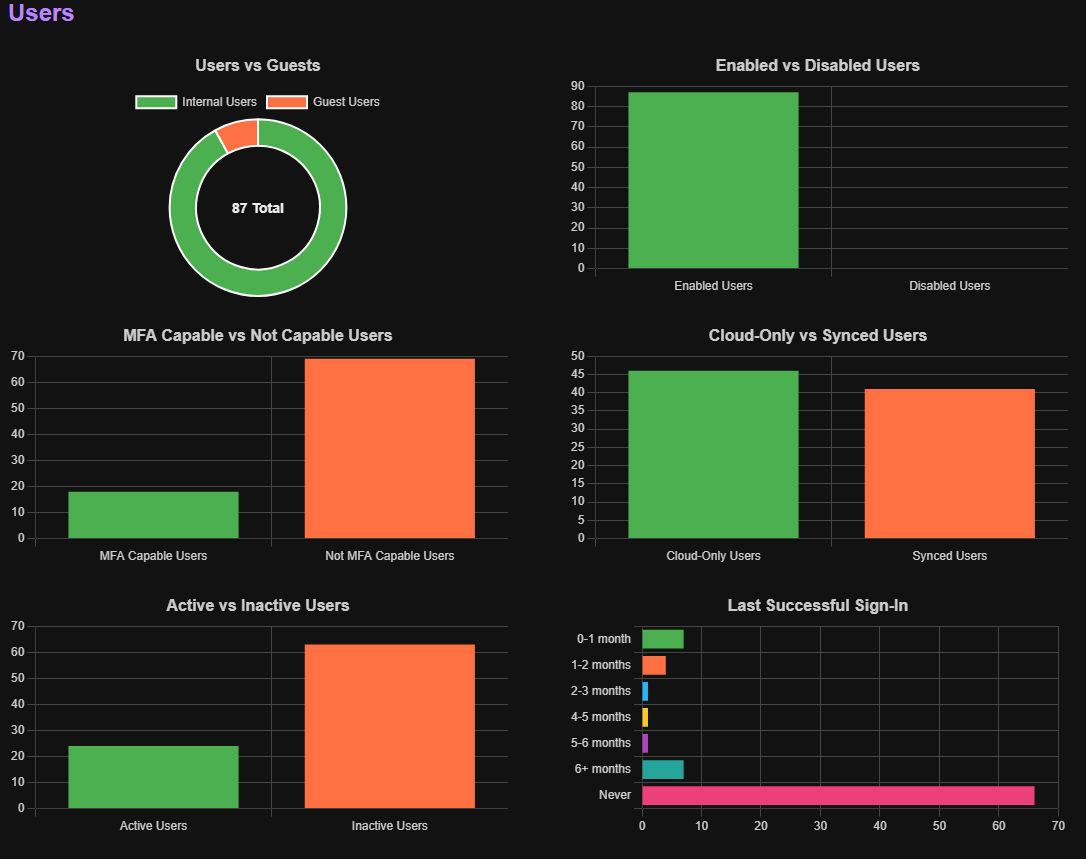 Users
Users vs Guests
Internal Users Guest Users
87 Total
Enabled vs Disabled Users
90
80
70
60
50
40
30
20
10
0
Enabled Users Disabled Users
MFA Capable vs Not Capable Users
70
60
50
40
30
20
10
0
MFA Capable Users Not MFA Capable Users
Cloud-Only vs Synced Users
50
45
40
35
30
25
20
15
10
5
0
Cloud-Only Users Synced Users
Active vs Inactive Users
70
60
50
40
30
20
10
0
Active Users Inactive Users
Last Successful Sign-In
0-1 month
1-2 months
2-3 months
4-5 months
5-6 months
6+ months
Never
0 10 20 30 40 50 60 70